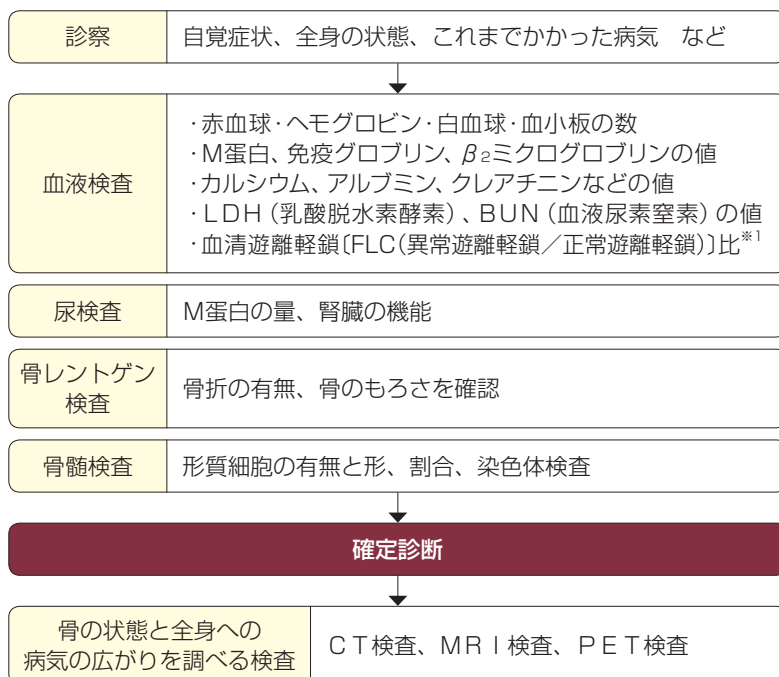 診察
自覚症状、全身の状態、これまでかかった病気　など
血液検査
・赤血球・ヘモグロビン・白血球・血小板の数
・M蛋白、免疫グロブリン、β₂ミクログロブリンの値
・カルシウム、アルブミン、クレアチニンなどの値
・LDH（乳酸脱水素酵素）、BUN（血液尿素窒素）の値
・血清遊離軽鎖〔FLC（異常遊離軽鎖／正常遊離軽鎖）〕比※1
尿検査
M蛋白の量、腎臓の機能
骨レントゲン
検査
骨折の有無、骨のもろさを確認
骨髄検査
形質細胞の有無と形、割合、染色体検査
確定診断
骨の状態と全身への
病気の広がりを調べる検査
CT検査、MRI検査、PET検査